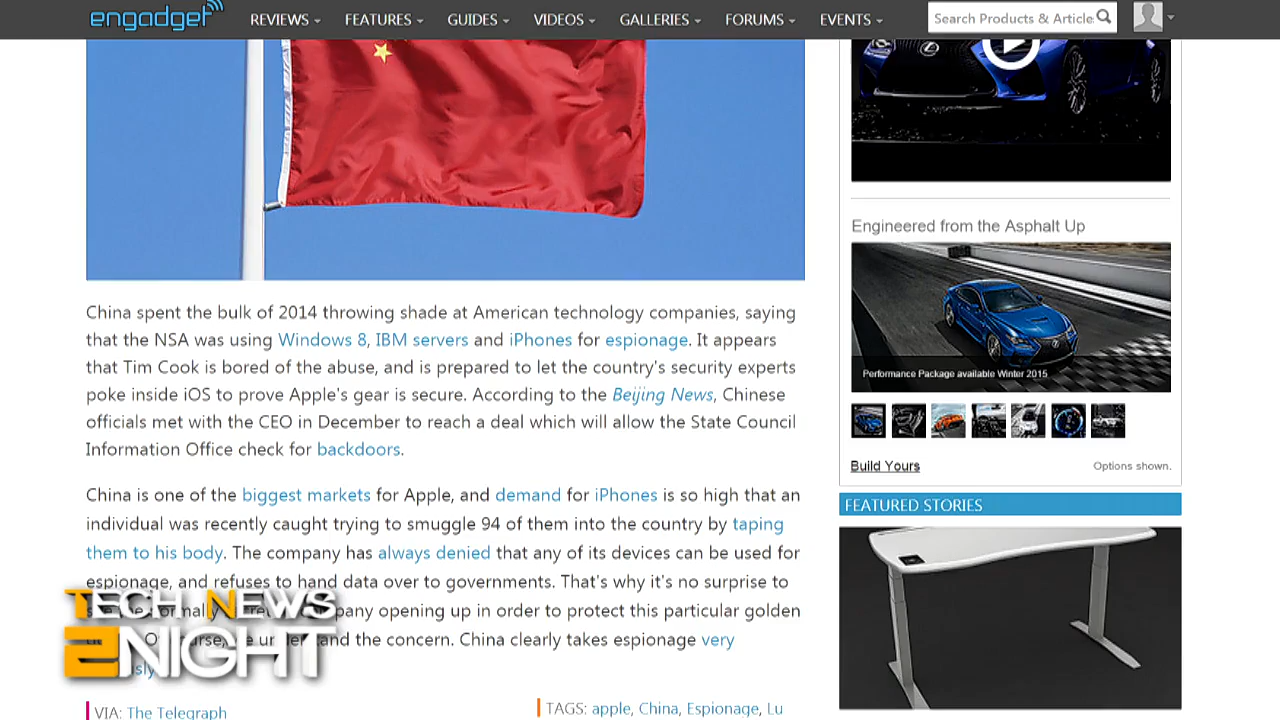 engadget
REVIEWS FEATURES GUIDES VIDEOS GALLERIES FORUMS EVENTS
Search Products & Article
China spent the bulk of 2014 throwing shade at American technology companies, saying
that the NSA was using Windows 8, IBM servers and iPhones for espionage. It appears
that Tim Cook is bored of the abuse, and is prepared to let the country's security experts
poke inside iOS to prove Apple's gear is secure. According to the Beijing News, Chinese
officials met with the CEO in December to reach a deal which will allow the State Council
Information Office check for backdoors.
China is one of the biggest markets for Apple, and demand for iPhones is so high that an
individual was recently caught trying to smuggle 94 of them into the country by taping
them to his body. The company has always denied that any of its devices can be used for
espionage, and refuses to hand data over to governments. That's why it's no surprise to
opening up in order to protect this particular golden
and the concern. China clearly takes espionage very
VIA: The Telegraph
TAGS: apple, China, Espionage, Lu
Engineered from the Asphalt Up
Performance Package available Winter 2015
Build Yours
Options shown.
FEATURED STORIES
TECH NEWS
2NIGHT